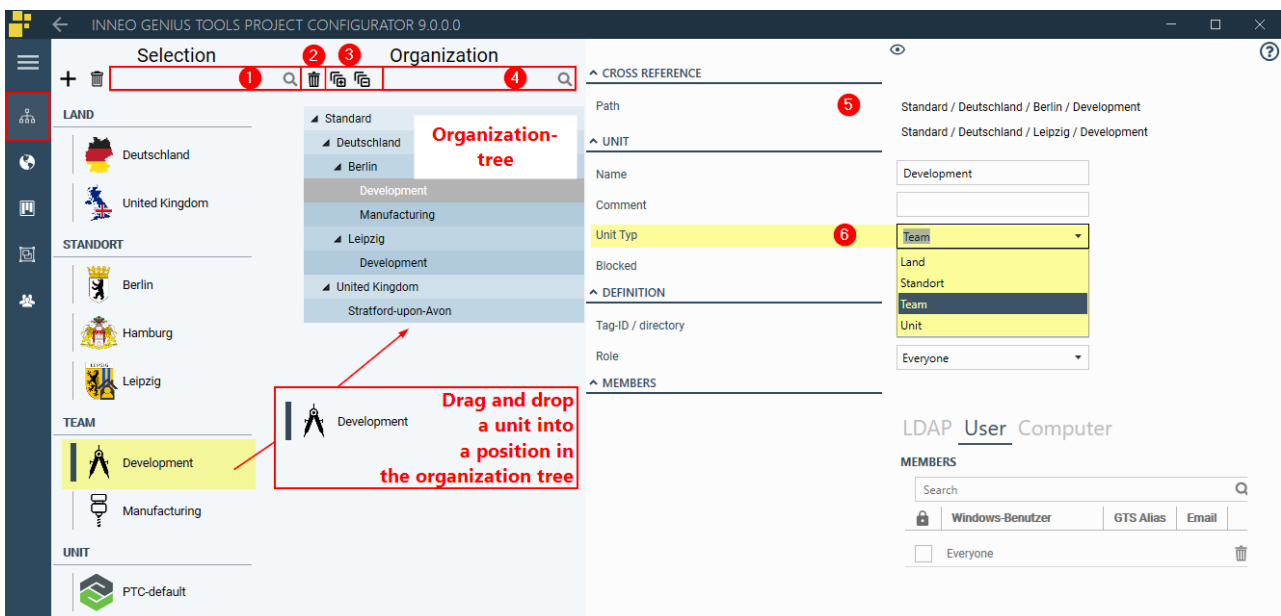 INNEO GENIUS TOOLS PROJECT CONFIGURATOR 9.0.0.0
Selection
1
LAND
Deutschland
United Kingdom
STANDORT
Berlin
Hamburg
LEIPZIG
Leipzig
TEAM
Development
Manufacturing
UNIT
PTC-default
2
3
Organization
4
Standard
Deutschland
Berlin
Development
Manufacturing
Leipzig
Development
United Kingdom
Stratford-upon-Avon
Organization-
tree
Development
Drag and drop
a unit into
a position in
the organization tree
CROSS REFERENCE
Path
5
Standard / Deutschland / Berlin / Development
Standard / Deutschland / Leipzig / Development
UNIT
Name
Development
Comment
Unit Typ
6
Team
Land
Standort
Team
Unit
Blocked
DEFINITION
Tag-ID / directory
Role
Everyone
MEMBERS
LDAP User Computer
MEMBERS
Search
Windows-Benutzer GTS Alias Email
Everyone
?